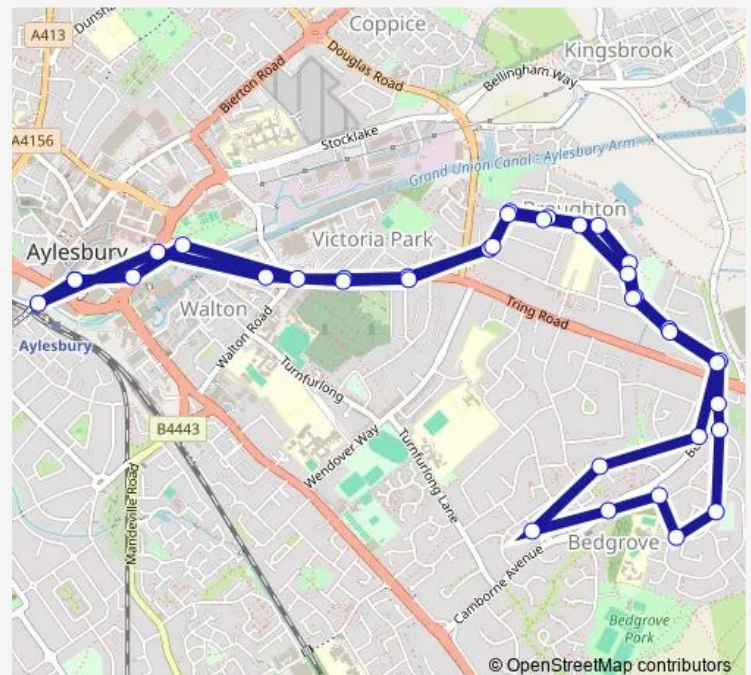 Coppice
A413
Dunsha
Kingsbrook
Douglas Road
Bierton Road
Bellingham Way
A4156
Stocklake
Grand Union Canal - Aylesbury Arm
Broughton
Aylesbury
Victoria Park
Walton
Tring Road
Aylesbury
Walton Road
Turnfurlong
B4443
Wendover Way
Turnfurlong Lane
Mandeville Road
Bedgrove
Camborne Avenue
Bedgrove
Park
© OpenStreetMap contributors